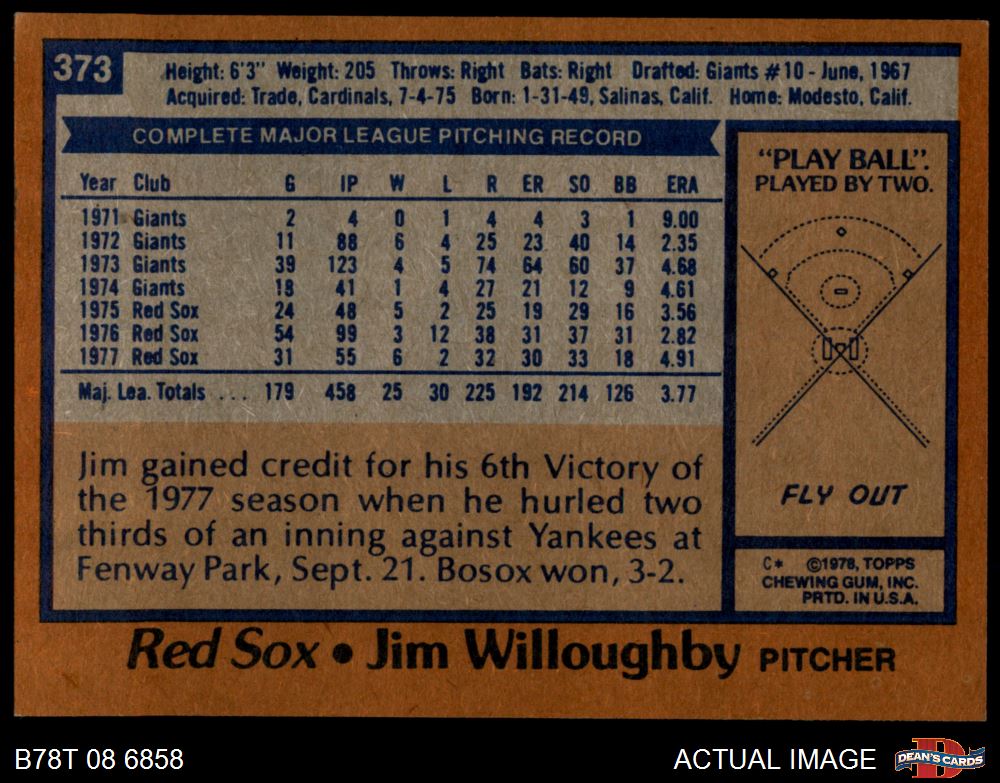 373
Height: 6'3" Weight: 205 Throws: Right Bats: Right Drafted: Giants #10 - June, 1967
Acquired: Trade, Cardinals, 7-4-75 Born: 1-31-49, Salinas, Calif. Home: Modesto, Calif.
COMPLETE MAJOR LEAGUE PITCHING RECORD
Year Club G IP W L R ER SO BB ERA
1971 Giants 2 4 0 1 4 4 3 1 9.00
1972 Giants 11 88 6 4 25 23 40 14 2.35
1973 Giants 39 123 4 5 74 64 60 37 4.68
1974 Giants 18 41 1 4 27 21 12 9 4.61
1975 Red Sox 24 48 5 2 25 19 29 16 3.56
1976 Red Sox 54 99 3 12 38 31 37 31 2.82
1977 Red Sox 31 55 6 2 32 30 33 18 4.91
Maj. Lea. Totals ... 179 458 25 30 225 192 214 126 3.77
Jim gained credit for his 6th Victory of
the 1977 season when he hurled two
thirds of an inning against Yankees at
Fenway Park, Sept. 21. Bosox won, 3-2.
"PLAY BALL".
PLAYED BY TWO.
FLY OUT
C* ©1978, TOPPS
CHEWING GUM, INC.
PRTD. IN U.S.A.
Red Sox • Jim Willoughby PITCHER
B78T 08 6858
ACTUAL IMAGE
DEAN'S CARDS